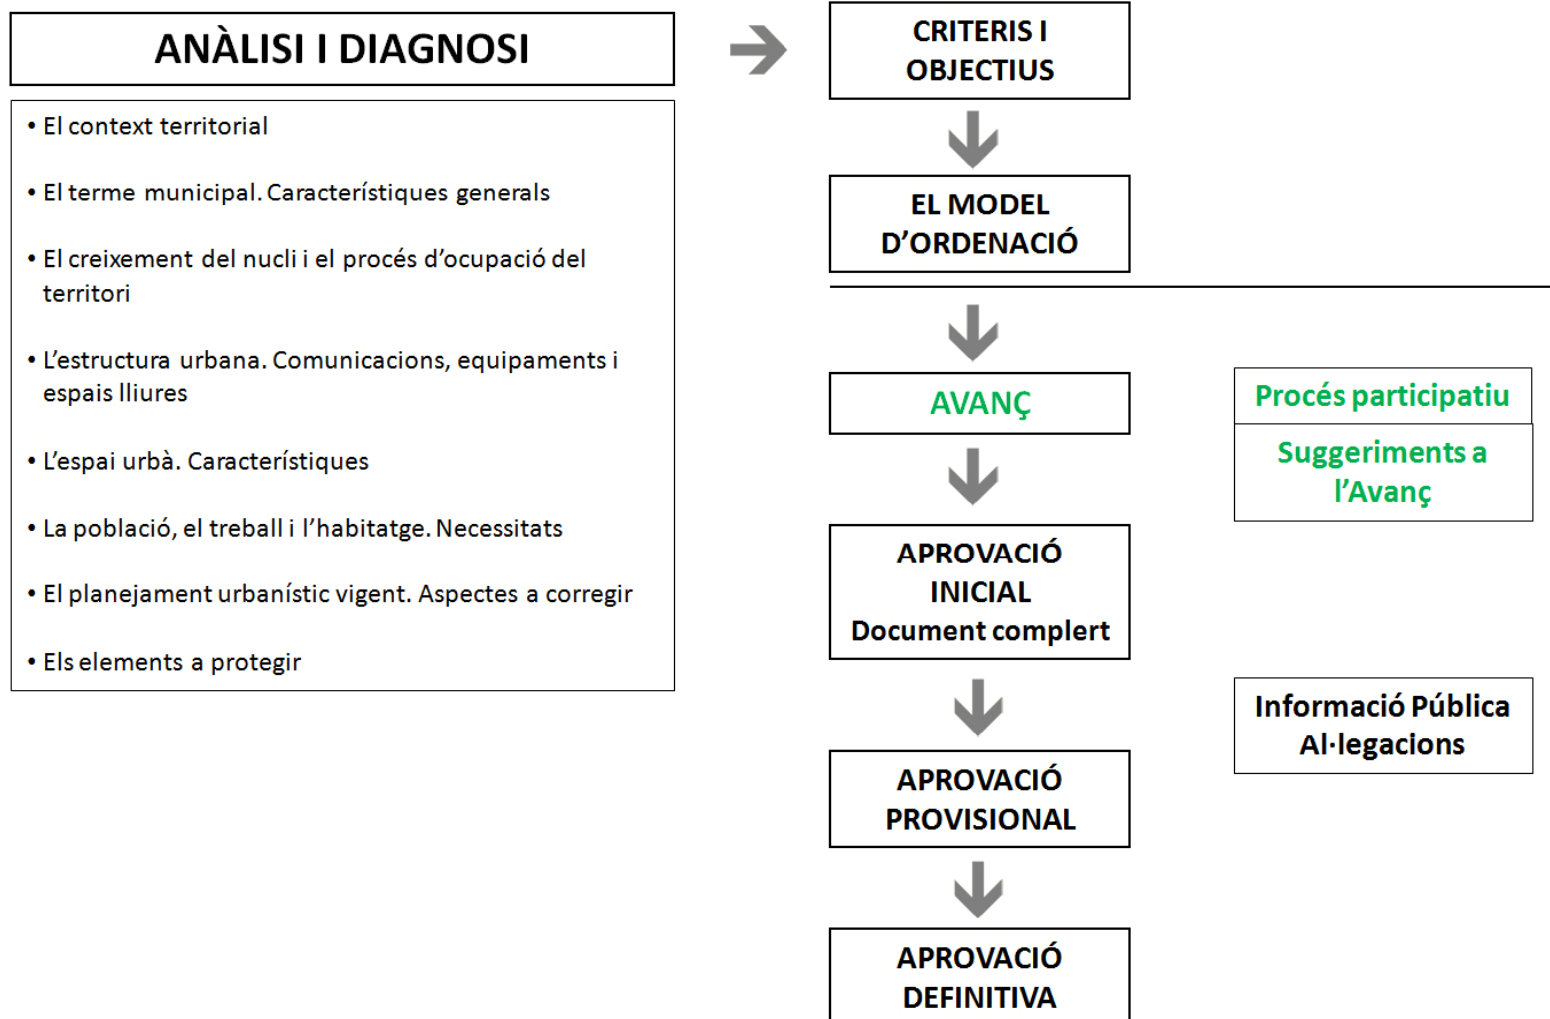 ANÀLISI I DIAGNOSI
• El context territorial
• El terme municipal. Característiques generals
• El creixement del nucli i el procés d’ocupació del
territori
• L’estructura urbana. Comunicacions, equipaments i
espais lliures
• L’espai urbà. Característiques
• La població, el treball i l’habitatge. Necessitats
• El planejament urbanístic vigent. Aspectes a corregir
• Els elements a protegir
CRITERIS I
OBJECTIUS
EL MODEL
D’ORDENACIÓ
AVANÇ
Procés participatiu
Suggeriments a
l’Avanç
APROVACIÓ
INICIAL
Document complert
Informació Pública
Al·legacions
APROVACIÓ
PROVISIONAL
APROVACIÓ
DEFINITIVA